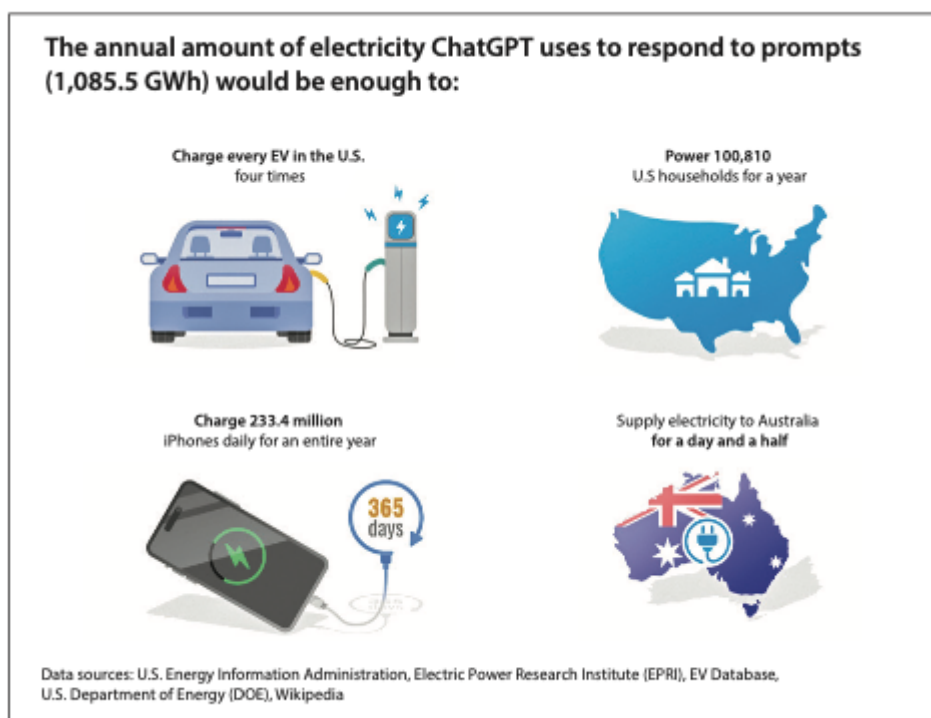 The annual amount of electricity ChatGPT uses to respond to prompts
(1,085.5 GWh) would be enough to:
Charge every EV in the U.S.
four times
Power 100,810
U.S households for a year
Charge 233.4 million
iPhones daily for an entire year
365
days
Supply electricity to Australia
for a day and a half
Data sources: U.S. Energy Information Administration, Electric Power Research Institute (EPRI), EV Database,
U.S. Department of Energy (DOE), Wikipedia